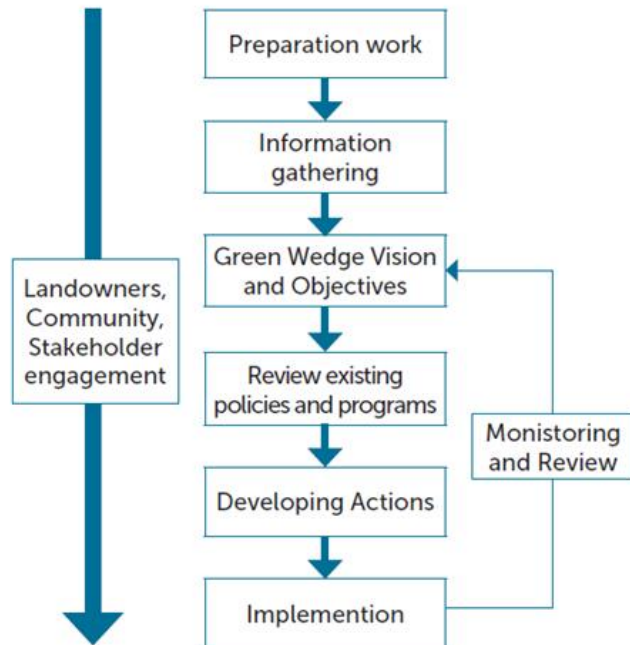 Preparation work
Information
gathering
Green Wedge Vision
and Objectives
Landowners,
Community,
Stakeholder
engagement
Review existing
policies and programs
Monistoring
and Review
Developing Actions
Implemention